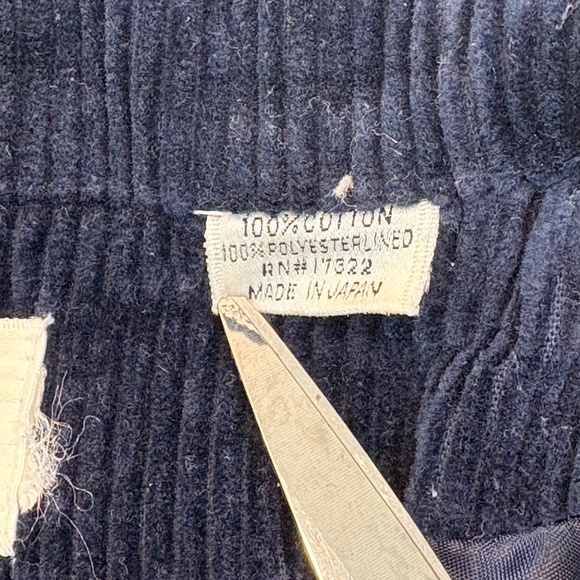 100% COTTON
100% POLYESTER LINED
RN# 17322
MADE IN JAPAN